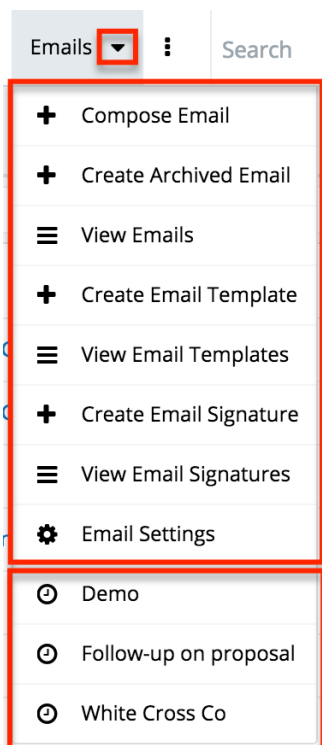 Emails
Search
Compose Email
Create Archived Email
View Emails
Create Email Template
View Email Templates
Create Email Signature
View Email Signatures
Email Settings
Demo
Follow-up on proposal
White Cross Co